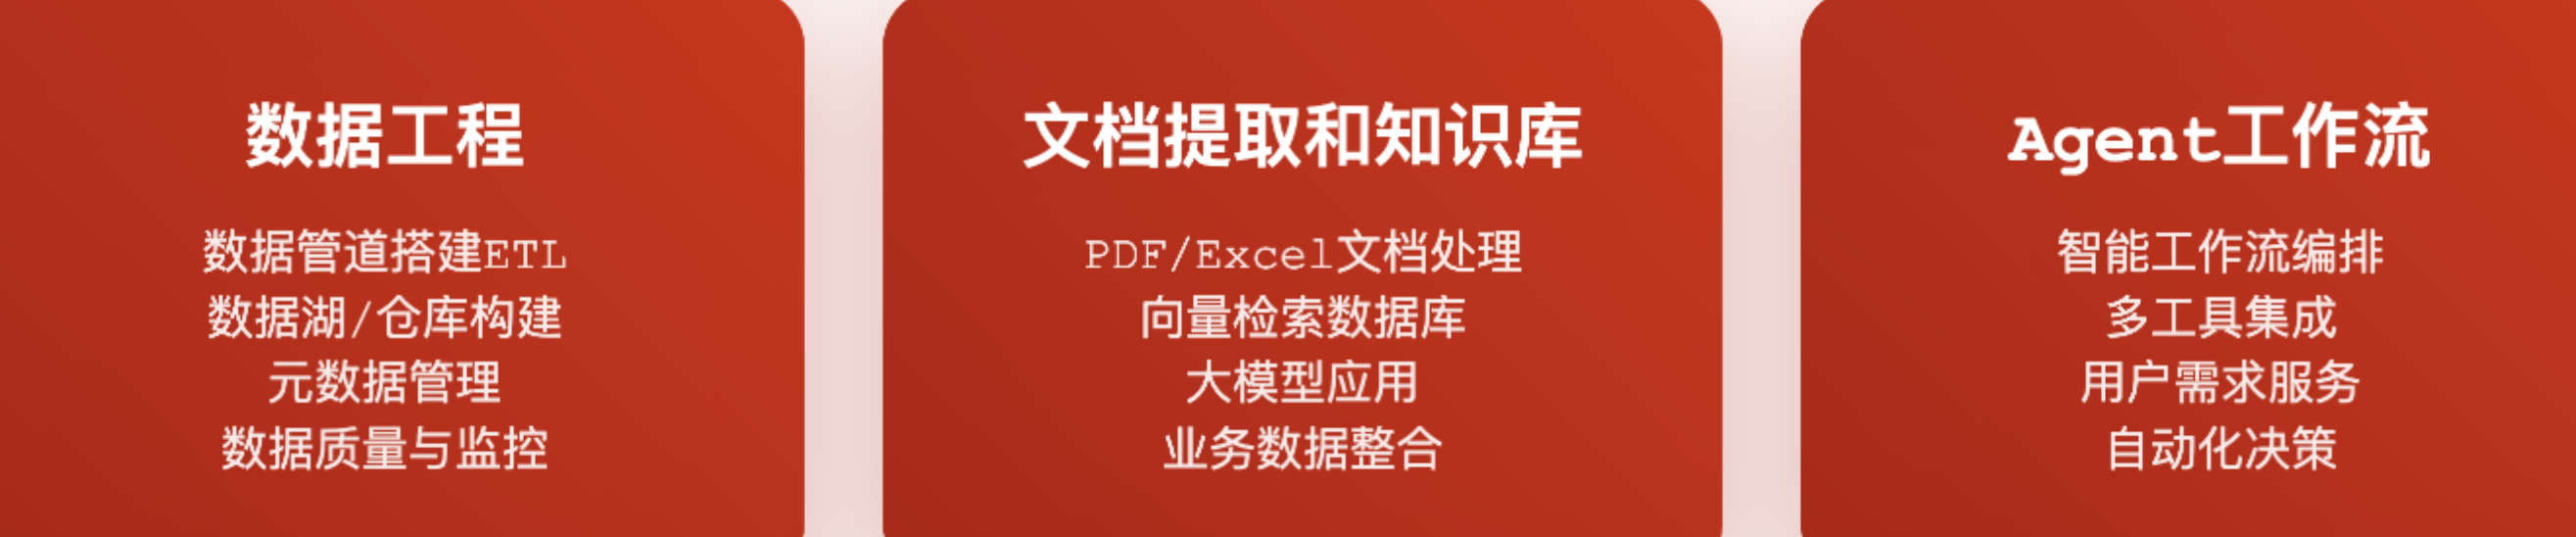 数据工程
数据管道搭建ETL
数据湖/仓库构建
元数据管理
数据质量与监控
文档提取和知识库
PDF/Excel文档处理
向量检索数据库
大模型应用
业务数据整合
Agent工作流
智能工作流编排
多工具集成
用户需求服务
自动化决策